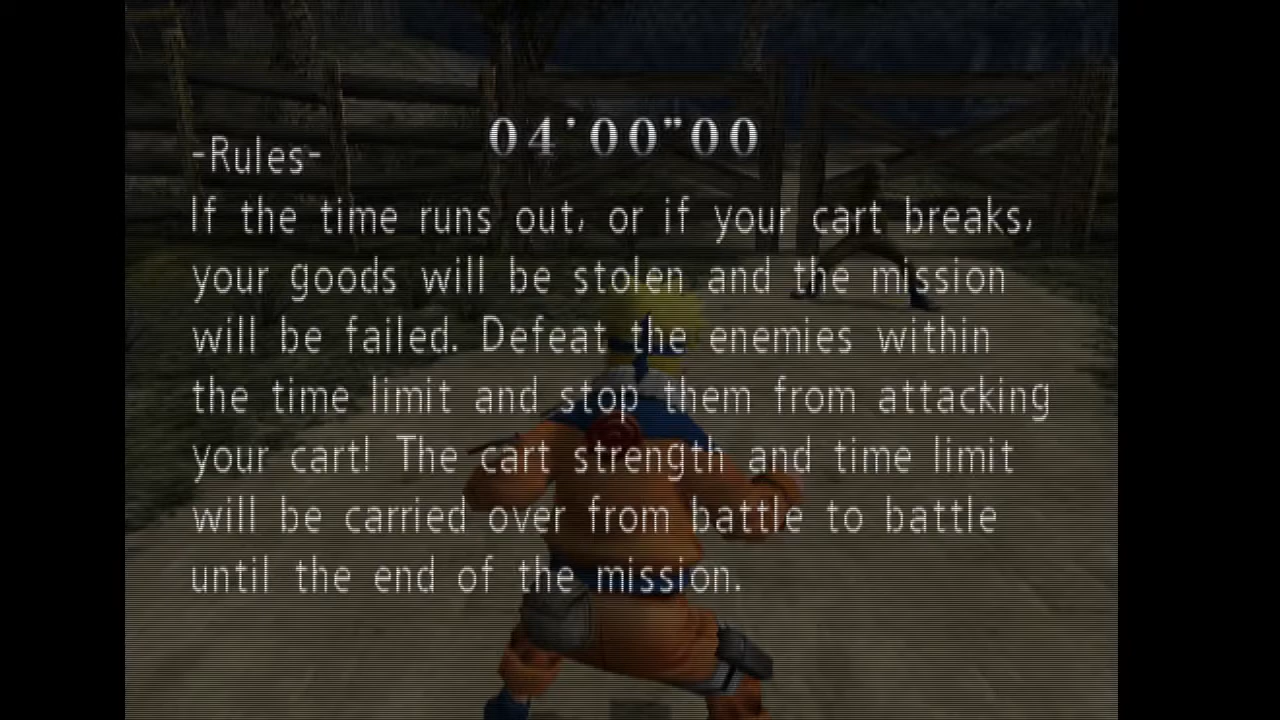 04'00"00
-Rules-
If the time runs out, or if your cart breaks,
your goods will be stolen and the mission
will be failed. Defeat the enemies within
the time limit and stop them from attacking
your cart! The cart strength and time limit
will be carried over from battle to battle
until the end of the mission.